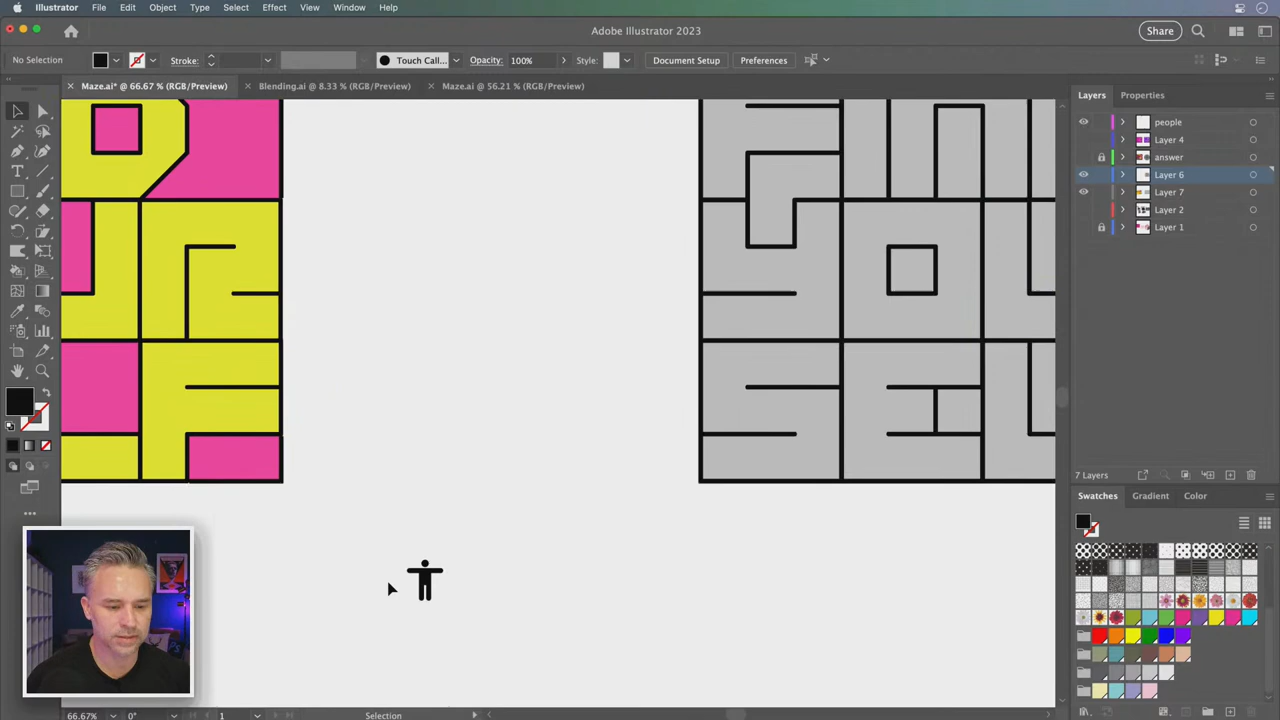 Illustrator File Edit Object Type Select Effect View Window Help
Adobe Illustrator 2023
Share
No Selection Stroke: Touch Call... Opacity: 100% Style: Document Setup Preferences
Maze.ai* @ 66.67 % (RGB/Preview) Blending.ai @ 8.33 % (RGB/Preview) Maze.ai @ 56.21 % (RGB/Preview)
Layers Properties
people
Layer 4
answer
Layer 6
Layer 7
Layer 2
Layer 1
7 Layers
Swatches Gradient Color
66.67% 0° 1 Selection